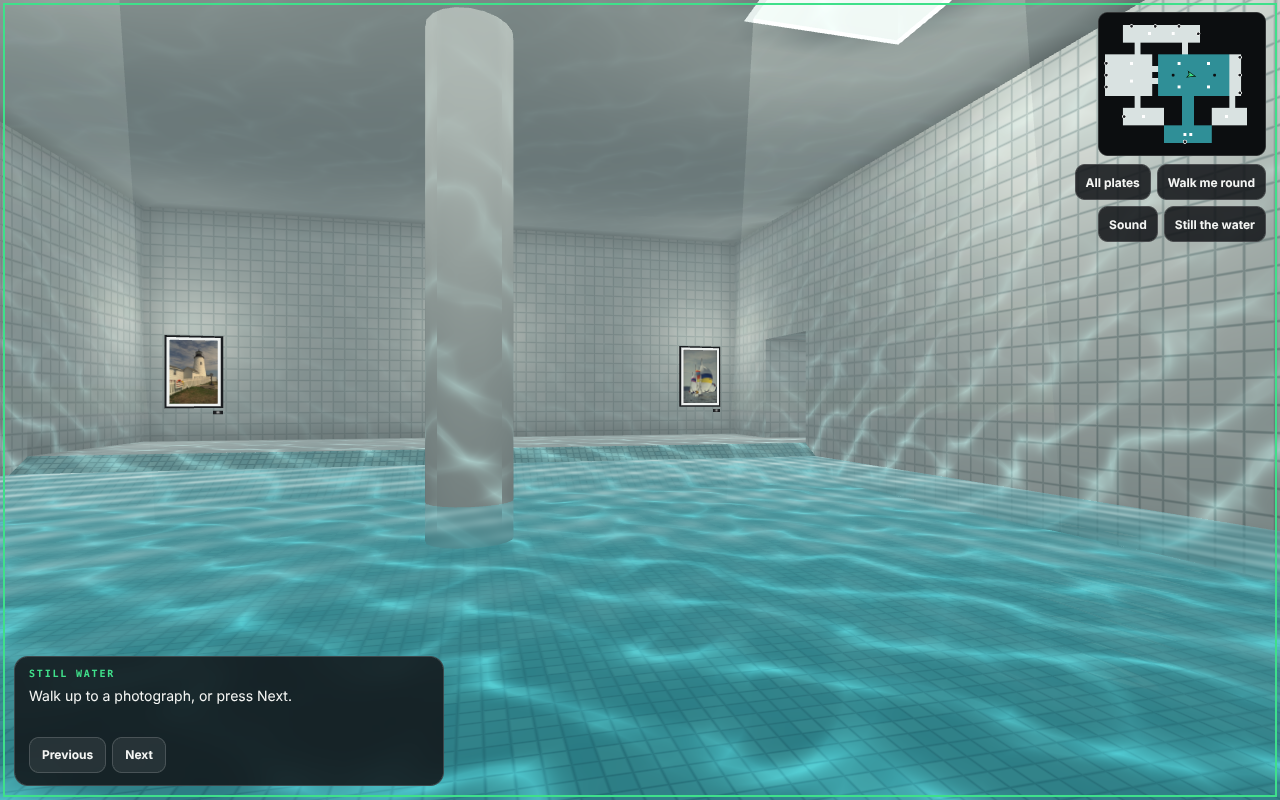 All plates
Walk me round
Sound
Still the water
STILL WATER
Walk up to a photograph, or press Next.
Previous
Next